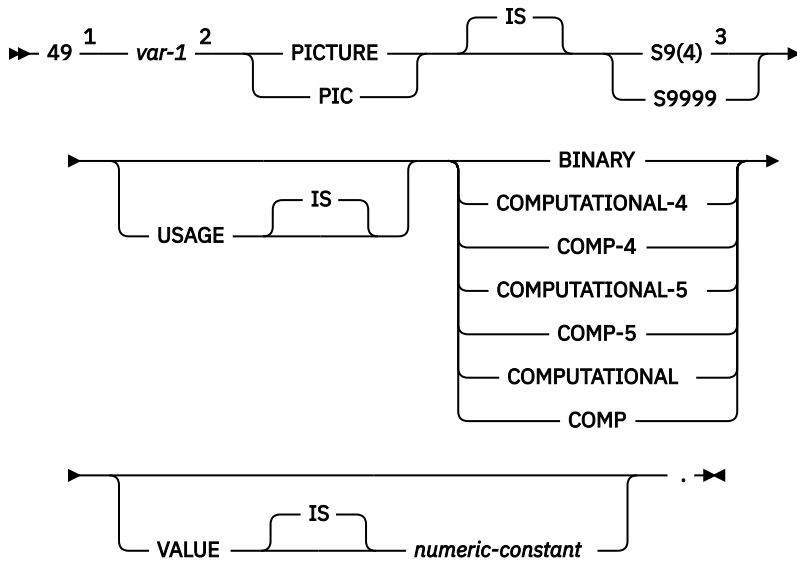 IS
49 1 var-1 2 PICTURE S9(4) 3
PIC S9999
BINARY
IS COMPUTATIONAL-4
USAGE COMP-4
COMPUTATIONAL-5
COMP-5
COMPUTATIONAL
COMP
.
IS
VALUE numeric-constant